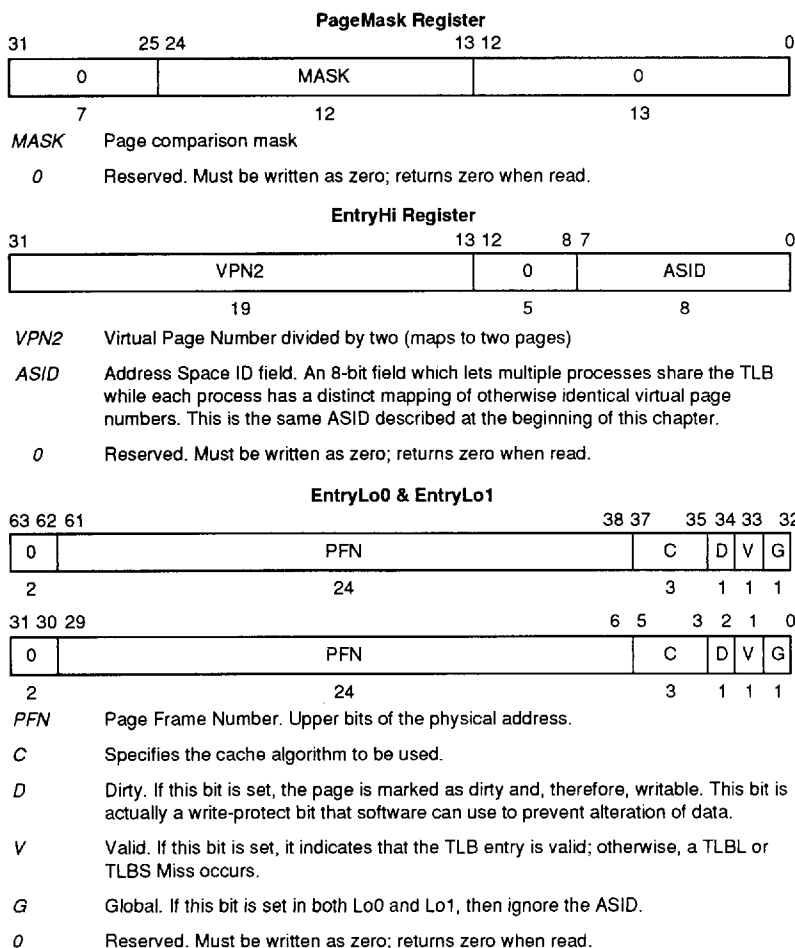 PageMask Register
31 25 24 13 12 0
0 MASK 0
7 12 13
MASK Page comparison mask
0 Reserved. Must be written as zero; returns zero when read.
EntryHi Register
31 13 12 8 7 0
VPN2 0 ASID
19 5 8
VPN2 Virtual Page Number divided by two (maps to two pages)
ASID Address Space ID field. An 8-bit field which lets multiple processes share the TLB
while each process has a distinct mapping of otherwise identical virtual page
numbers. This is the same ASID described at the beginning of this chapter.
0 Reserved. Must be written as zero; returns zero when read.
EntryLo0 & EntryLo1
63 62 61 38 37 35 34 33 32
0 PFN C D V G
2 24 3 1 1 1
31 30 29 6 5 3 2 1 0
0 PFN C D V G
2 24 3 1 1 1
PFN Page Frame Number. Upper bits of the physical address.
C Specifies the cache algorithm to be used.
D Dirty. If this bit is set, the page is marked as dirty and, therefore, writable. This bit is
actually a write-protect bit that software can use to prevent alteration of data.
V Valid. If this bit is set, it indicates that the TLB entry is valid; otherwise, a TLBL or
TLBS Miss occurs.
G Global. If this bit is set in both Lo0 and Lo1, then ignore the ASID.
0 Reserved. Must be written as zero; returns zero when read.